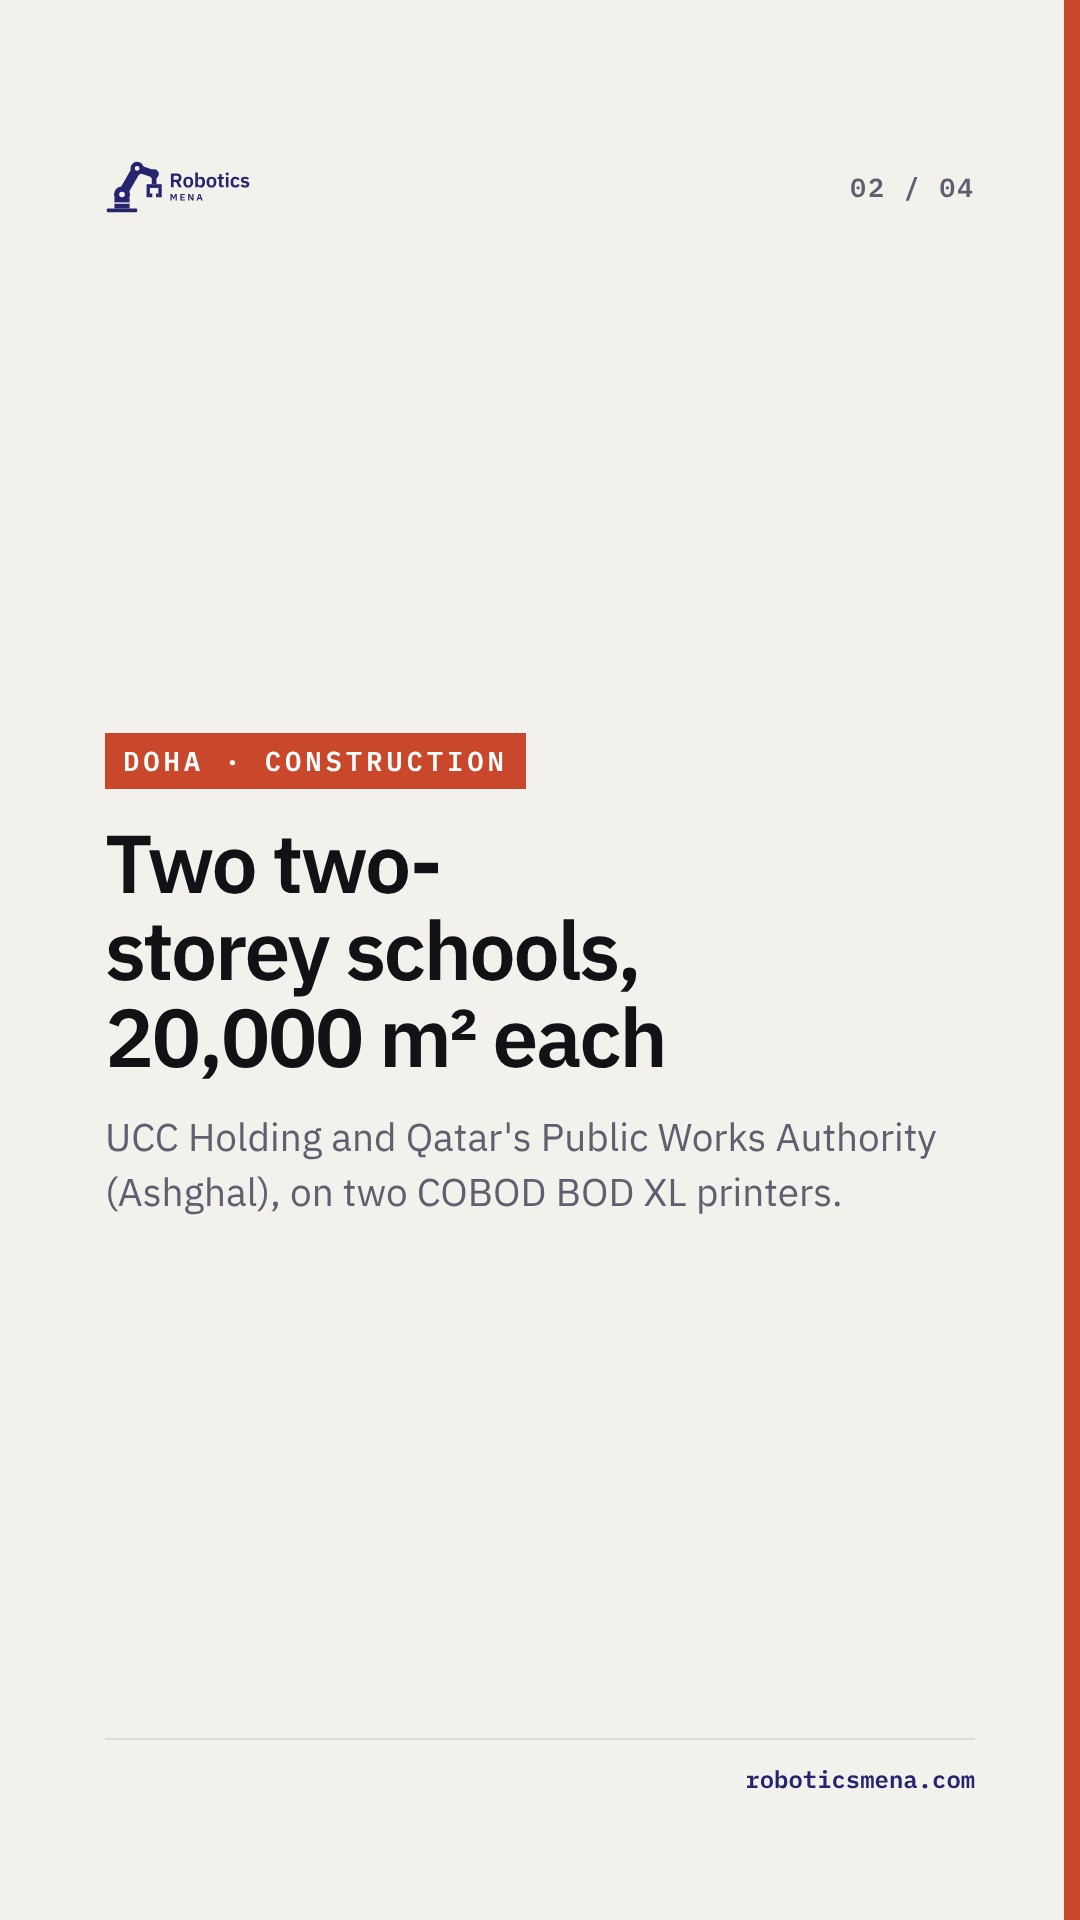 Robotics
MENA
02 / 04
DOHA · CONSTRUCTION
Two two-
storey schools,
20,000 m² each
UCC Holding and Qatar's Public Works Authority
(Ashghal), on two COBOD BOD XL printers.
roboticsmena.com